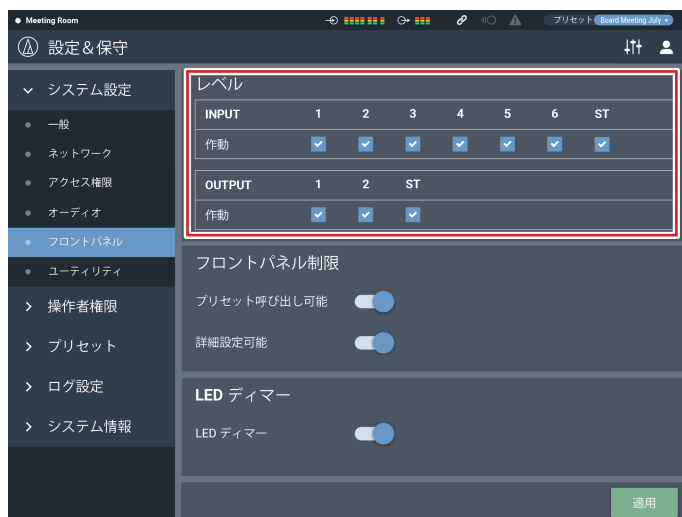 Meeting Room
プリセット Board Meeting July
設定＆保守
システム設定
一般
ネットワーク
アクセス権限
オーディオ
フロントパネル
ユーティリティ
操作者権限
プリセット
ログ設定
システム情報
レベル
INPUT 1 2 3 4 5 6 ST
作動
OUTPUT 1 2 ST
作動
フロントパネル制限
プリセット呼び出し可能
詳細設定可能
LED ディマー
LED ディマー
適用